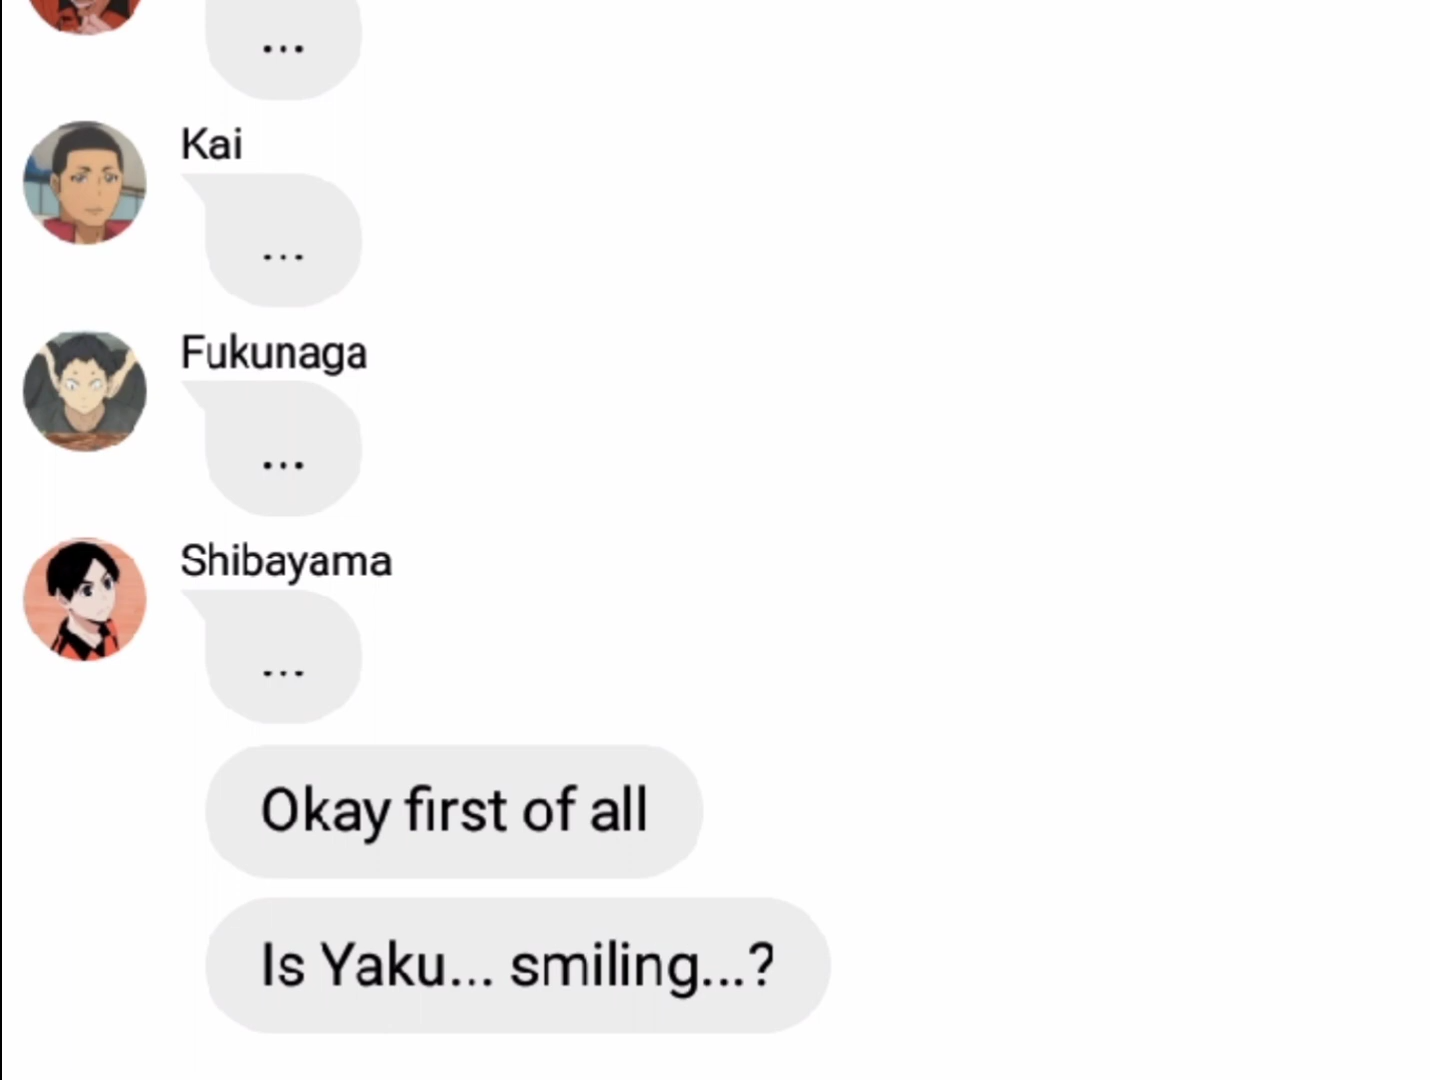 ...
Kai
...
Fukunaga
...
Shibayama
...
Okay first of all
Is Yaku... smiling...?